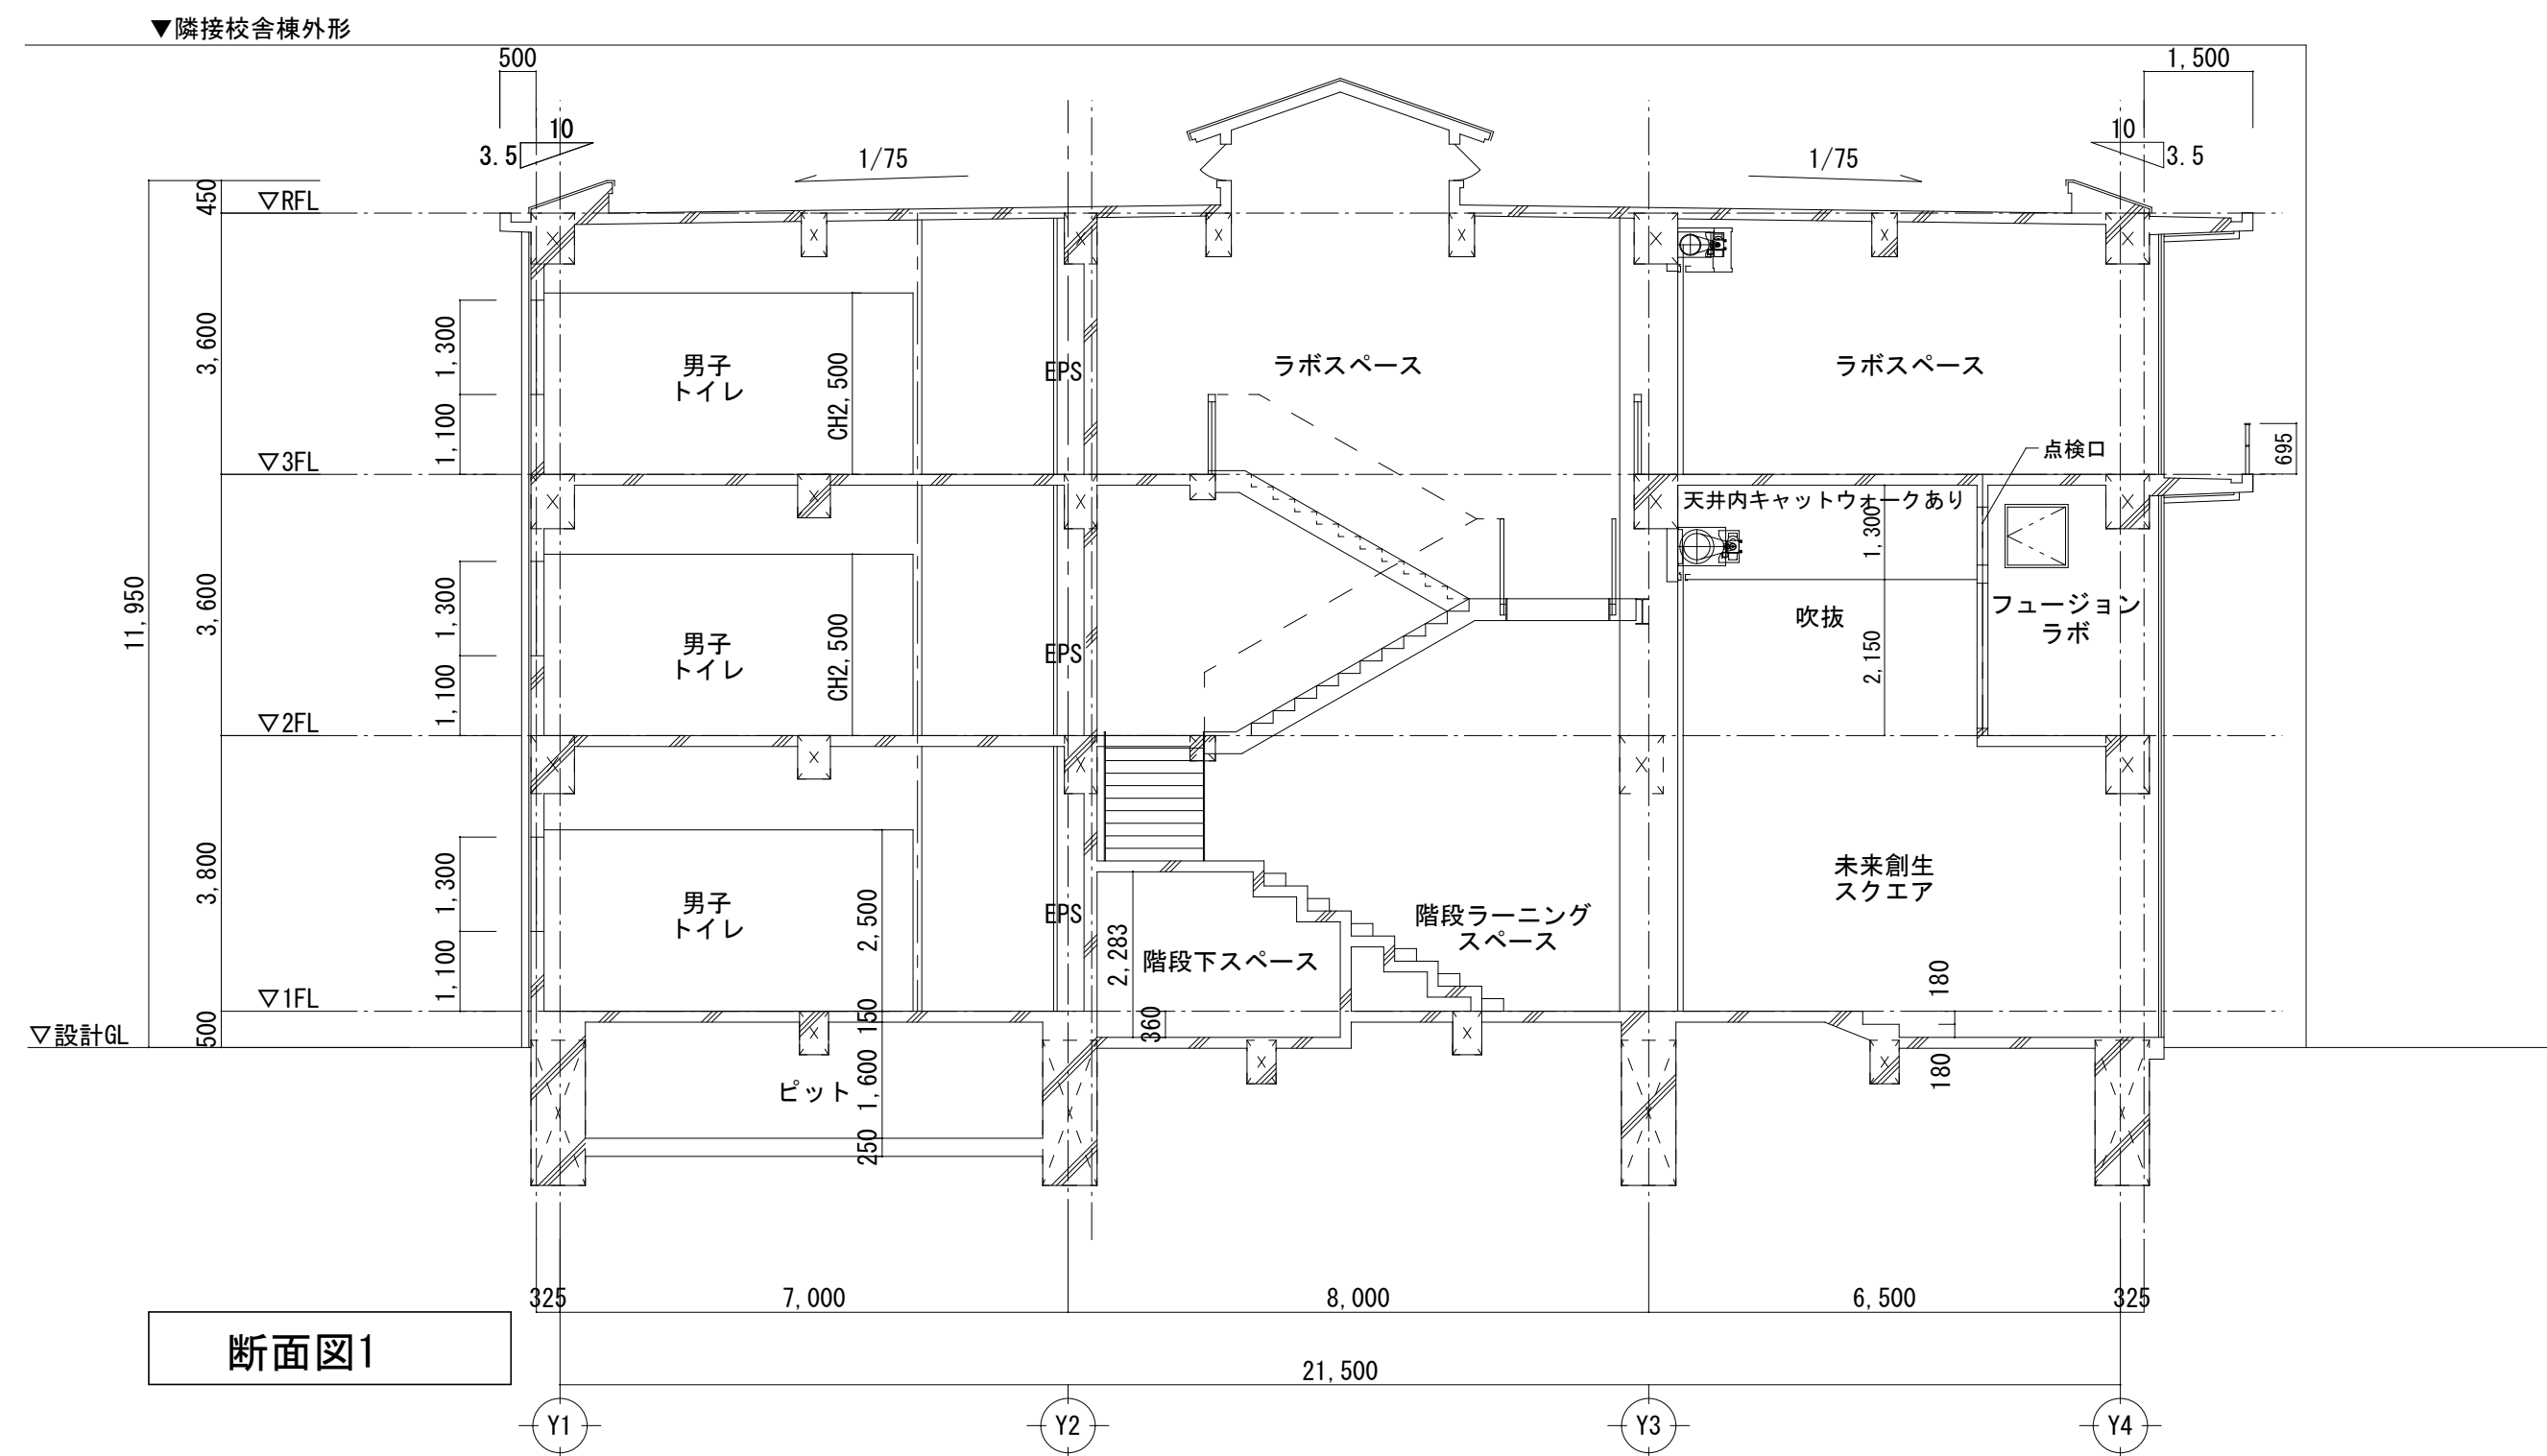 ▼隣接校舎棟外形
500
1,500
10
3.5
1/75
1/75
10
3.5
450
▽RFL
3,600
1,300
1,100
男子
トイレ
CH2,500
EPS
ラボスペース
ラボスペース
点検口
695
▽3FL
天井内キャットウォークあり
1,300
11,950
3,600
1,300
1,100
男子
トイレ
CH2,500
EPS
吹抜
2,150
フュージョン
ラボ
▽2FL
3,800
1,300
1,100
男子
トイレ
2,500
EPS
2,283
階段下スペース
階段ラーニング
スペース
未来創生
スクエア
180
▽1FL
150
360
500
▽設計GL
ピット
1,600
180
250
325
7,000
8,000
6,500
325
断面図1
21,500
Y1
Y2
Y3
Y4